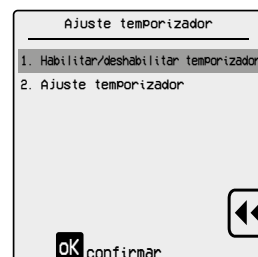 Ajuste temporizador
1. Habilitar/deshabilitar temporizador
2. Ajuste temporizador
oK confirmar